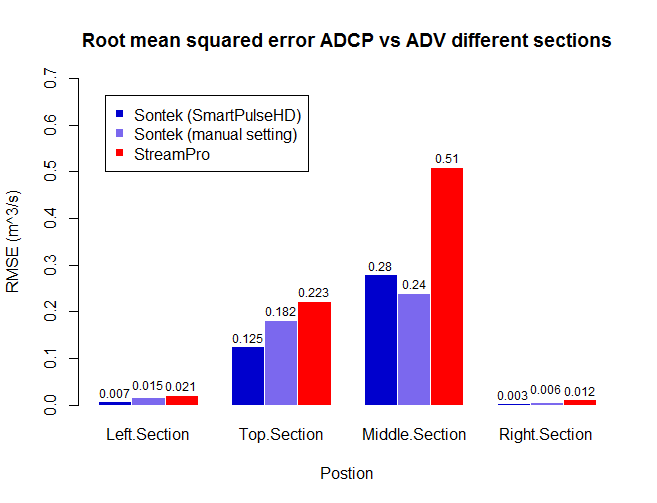 Root mean squared error ADCP vs ADV different sections
RMSE (m^3/s)
0.7
0.6
0.5
0.4
0.3
0.2
0.1
0.0
Sontek (SmartPulseHD)
Sontek (manual setting)
StreamPro
0.007 0.015 0.021
0.125 0.182 0.223
0.28 0.24 0.51
0.003 0.006 0.012
Left.Section Top.Section Middle.Section Right.Section
Postion